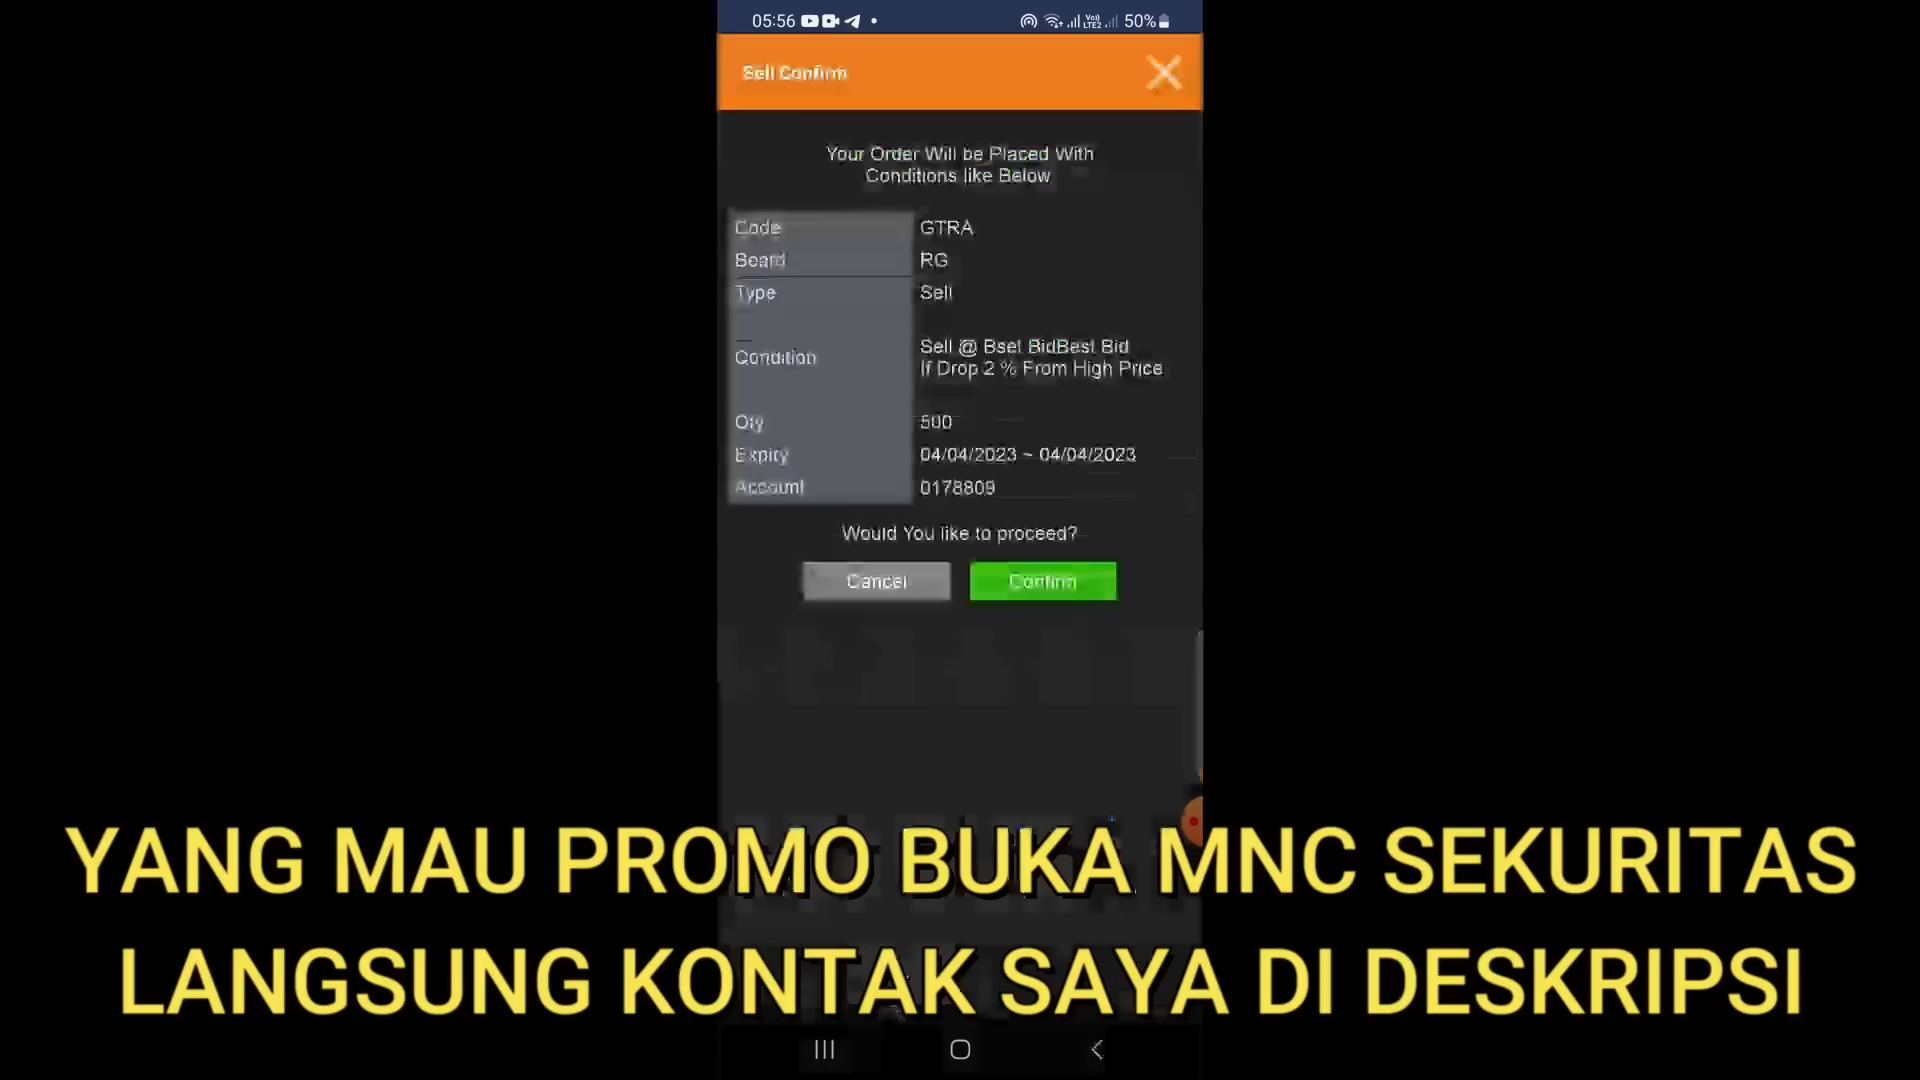 05:56 50%
Sell Confirm
Your Order Will be Placed With
Conditions like Below
Code GTRA
Board RG
Type Sell
Condition Sell @ Bset BidBest Bid
If Drop 2 % From High Price
Qty 500
Expiry 04/04/2023 ~ 04/04/2023
Account 0178809
Would You like to proceed?
Cancel Confirm
YANG MAU PROMO BUKA MNC SEKURITAS
LANGSUNG KONTAK SAYA DI DESKRIPSI